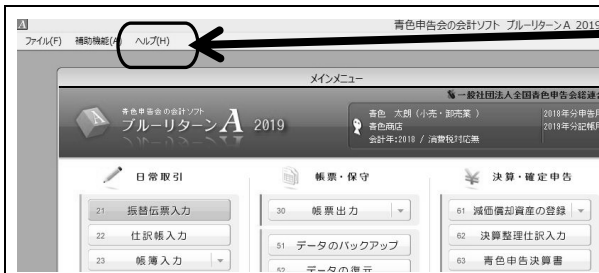 A
青色申告会の会計ソフト ブルーリターンA 2019
ファイル(F) 補助機能(A) ヘルプ(H)
メインメニュー
一般社団法人全国青色申告会総連
青色申告会の会計ソフト
ブルーリターンA 2019
青色 太朗 (小売・卸売業 )
青色商店
会計年:2018 / 消費税対応無
2018年分申告
2019年分記帳
日常取引
21 振替伝票入力
22 仕訳帳入力
23 帳簿入力
帳票・保守
30 帳票出力
51 データのバックアップ
52 データの復元
決算・確定申告
61 減価償却資産の登録
62 決算整理仕訳入力
63 青色申告決算書